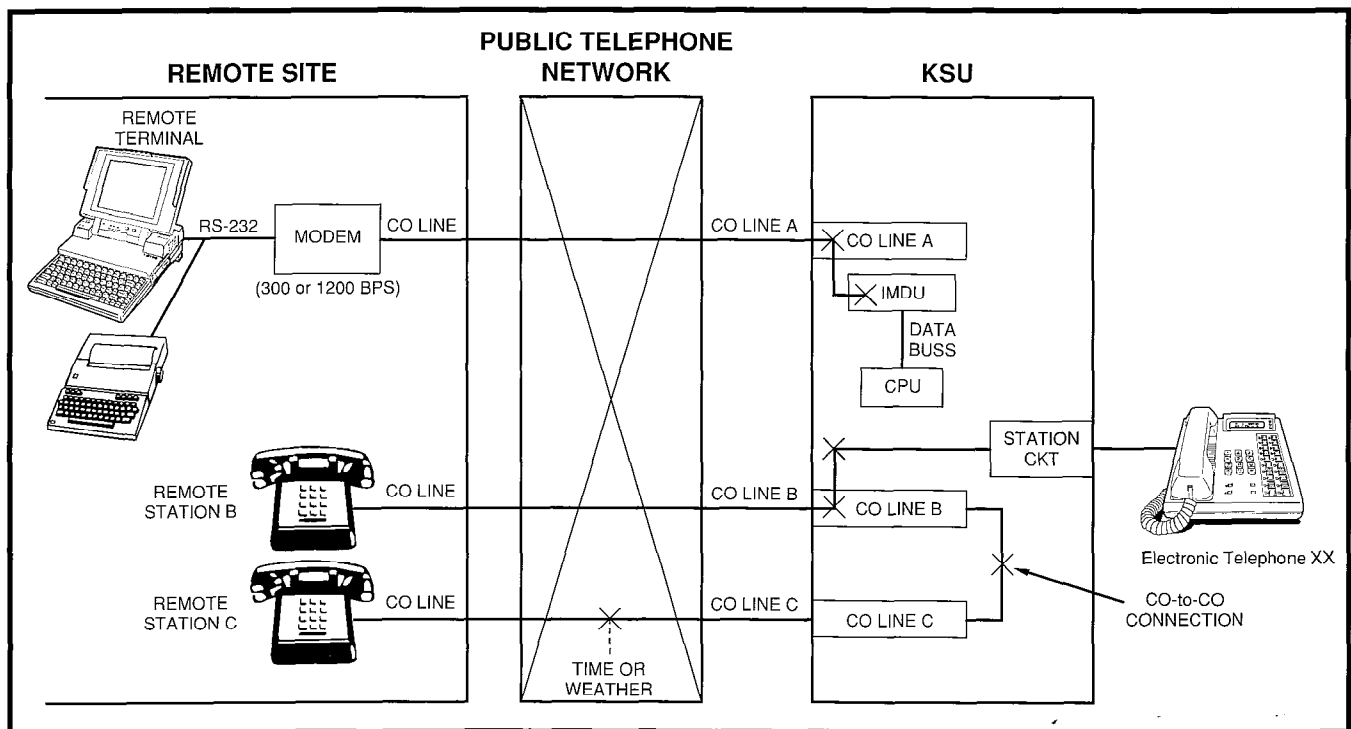 PUBLIC TELEPHONE
NETWORK
REMOTE SITE
KSU
REMOTE
TERMINAL
RS-232
MODEM
(300 or 1200 BPS)
CO LINE
CO LINE A
CO LINE A
IMDU
DATA
BUSS
CPU
STATION
CKT
REMOTE
STATION B
CO LINE
CO LINE B
CO LINE B
Electronic Telephone XX
REMOTE
STATION C
CO LINE
CO LINE C
CO LINE C
CO-to-CO
CONNECTION
TIME OR
WEATHER